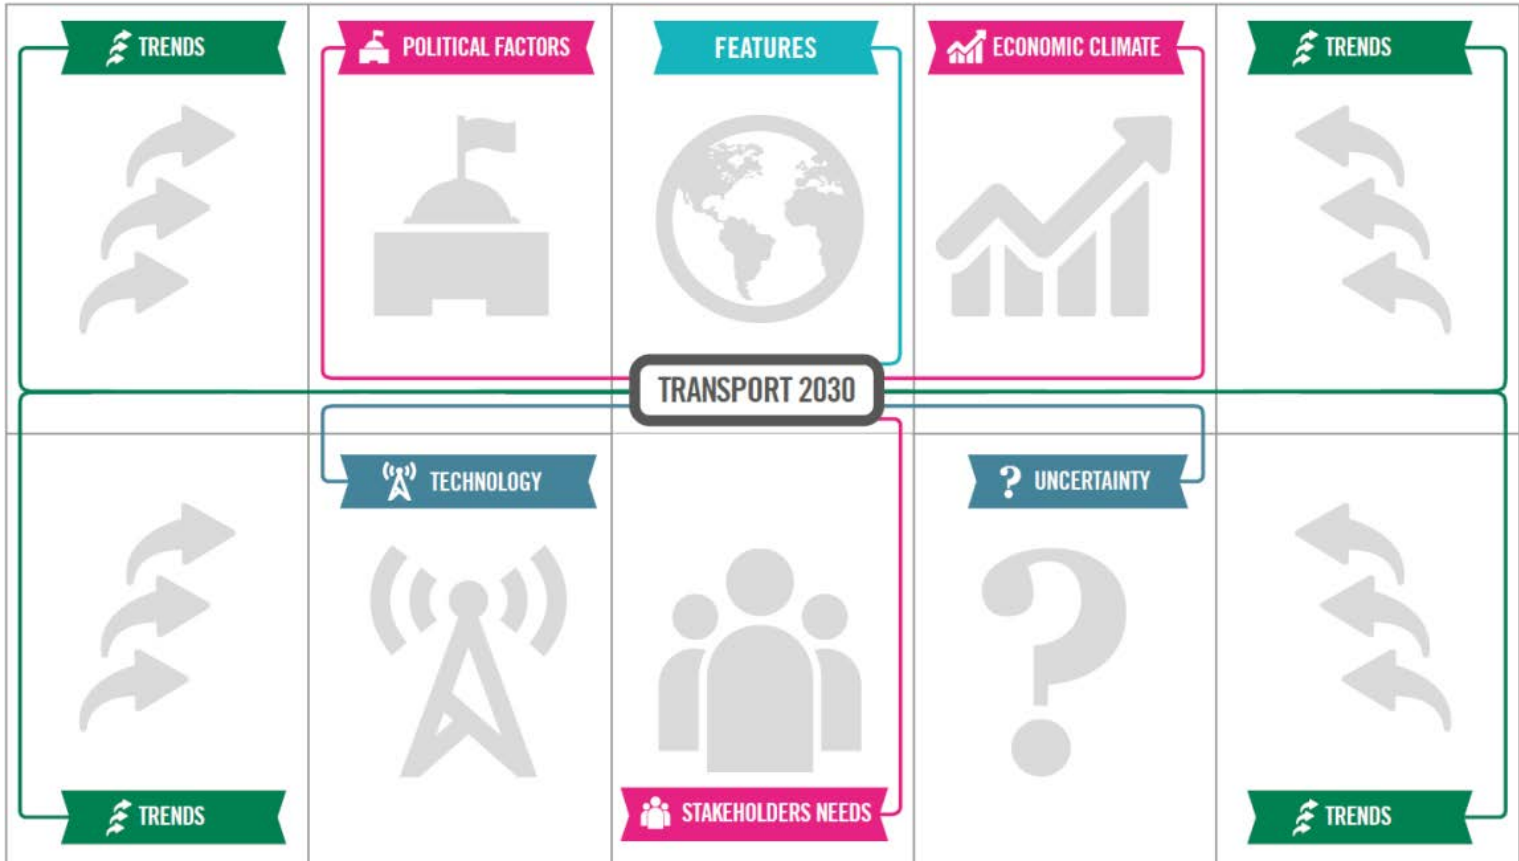 TRENDS
POLITICAL FACTORS
FEATURES
ECONOMIC CLIMATE
TRENDS
TRANSPORT 2030
TECHNOLOGY
? UNCERTAINTY
?
TRENDS
STAKEHOLDERS NEEDS
TRENDS